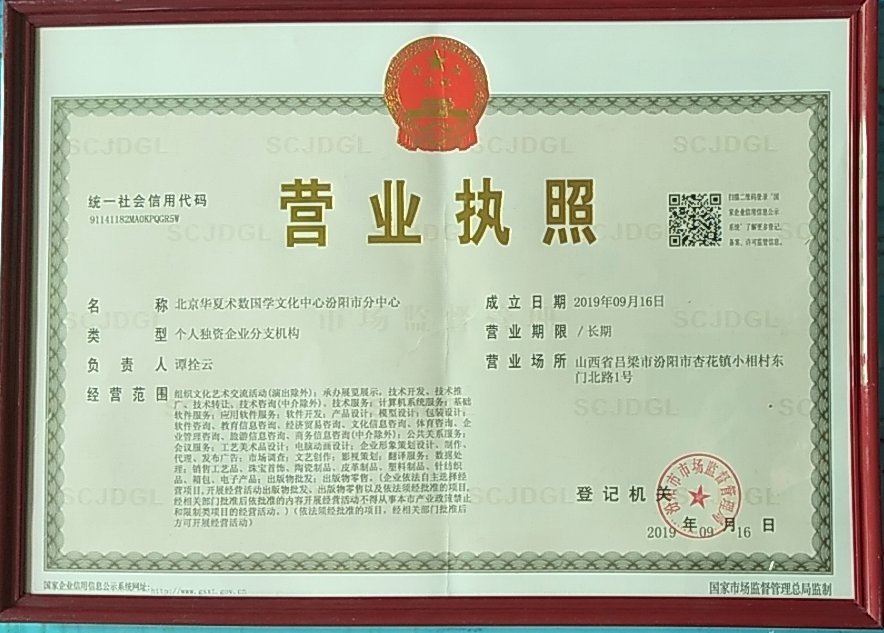 统一社会信用代码
91141182MA0KPQGR5W
营业执照
扫描二维码登录“国
家企业信用信息公示
系统”了解更多登记、
备案、许可监管信息。
名称 北京华夏术数国学文化中心汾阳市分中心
类型 个人独资企业分支机构
负责人 谭拴云
经营范围 组织文化艺术交流活动(演出除外)；承办展览展示，技术开发、技术推
广、技术转让、技术咨询(中介除外)、技术服务；计算机系统服务；基础
软件服务；应用软件服务；软件开发；产品设计；模型设计；包装设计；
软件咨询、教育信息咨询、经济贸易咨询、文化信息咨询、体育咨询、企
业管理咨询、旅游信息咨询、商务信息咨询(中介除外)；公共关系服务；
会议服务；工艺美术品设计；电脑动画设计；企业形象策划设计、制作、
代理、发布广告；市场调查；文艺创作；影视策划；翻译服务；数据处
理；销售工艺品、珠宝首饰、陶瓷制品、皮革制品、塑料制品、针纺织
品、箱包、电子产品；出版物批发；出版物零售。(企业依法自主选择经
营项目，开展经营活动出版物批发、出版物零售以及依法须经批准的项目，
经相关部门批准后依批准的内容开展经营活动不得从事本市产业政策禁止
和限制类项目的经营活动。)（依法须经批准的项目，经相关部门批准后
方可开展经营活动）
成立日期 2019年09月16日
营业期限 /长期
营业场所 山西省吕梁市汾阳市杏花镇小相村东
门北路1号
登记机关
2019年09月16日
国家企业信用信息公示系统网址：http://www.gsxt.gov.cn
国家市场监督管理总局监制